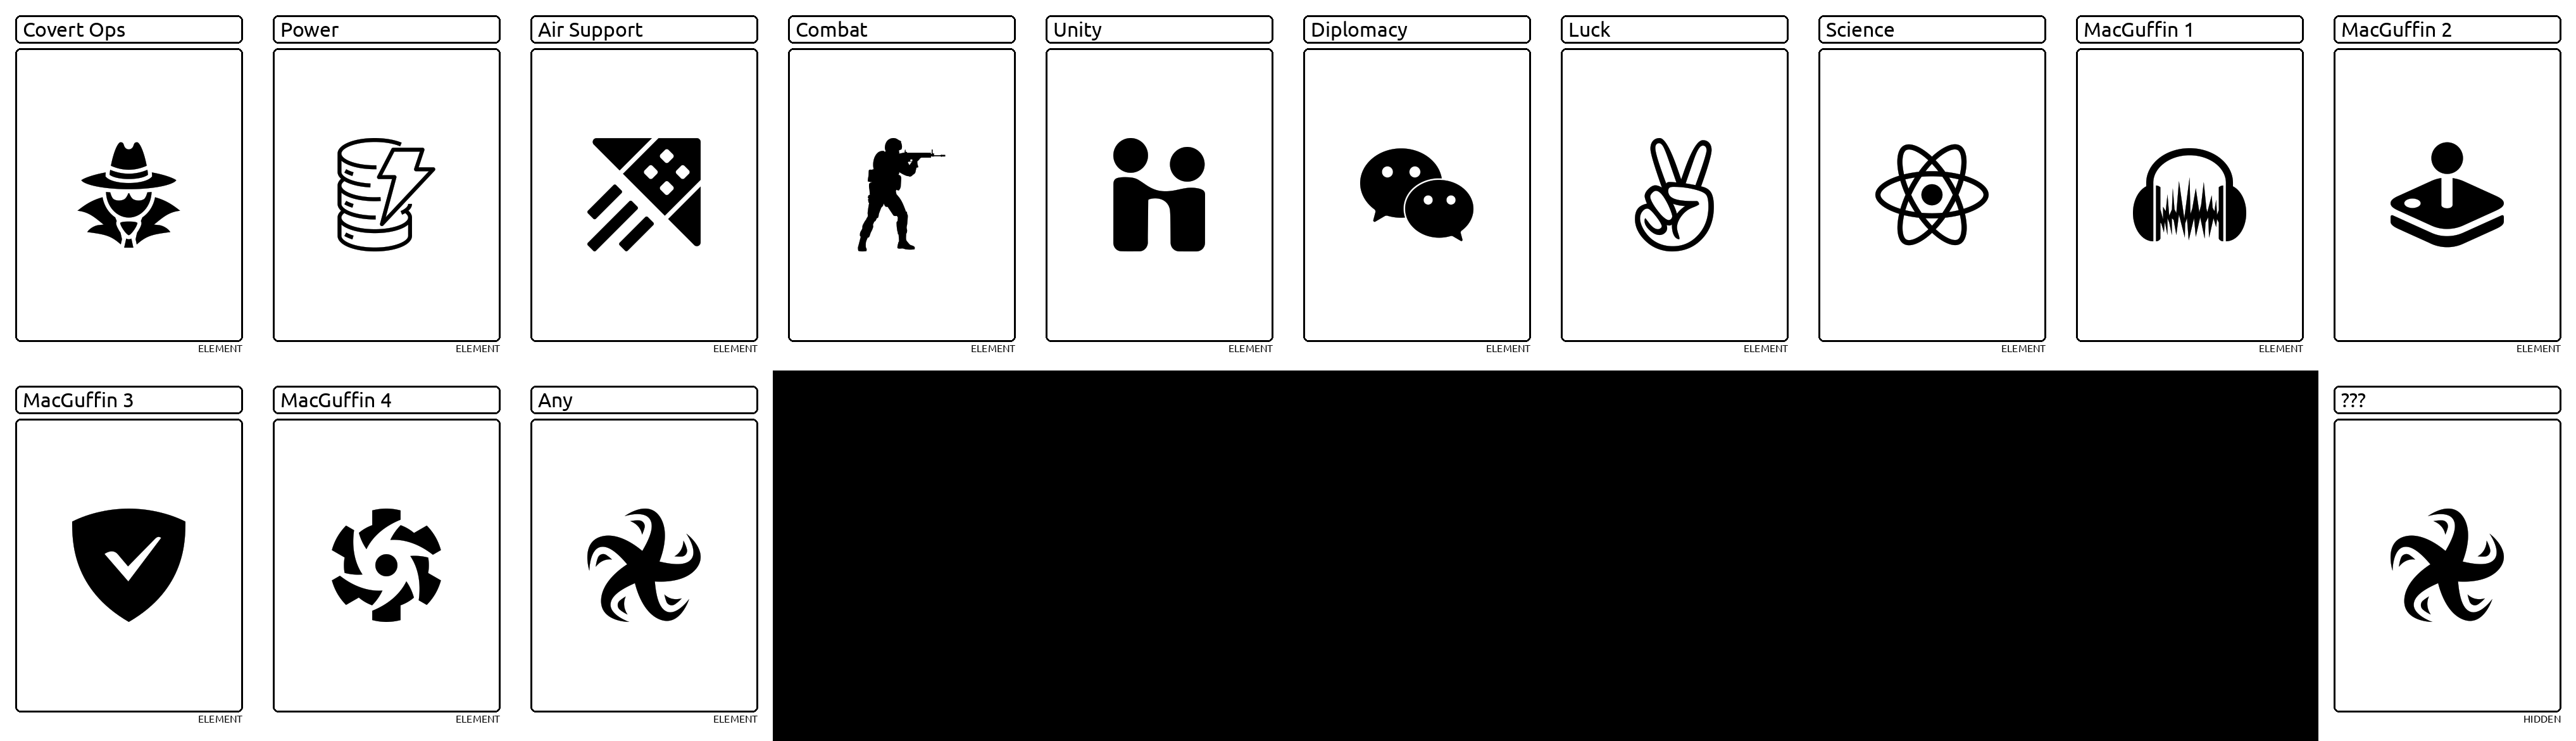 Covert Ops
ELEMENT
Power
ELEMENT
Air Support
ELEMENT
Combat
ELEMENT
Unity
ELEMENT
Diplomacy
ELEMENT
Luck
ELEMENT
Science
ELEMENT
MacGuffin 1
ELEMENT
MacGuffin 2
ELEMENT
MacGuffin 3
ELEMENT
MacGuffin 4
ELEMENT
Any
ELEMENT
???
HIDDEN